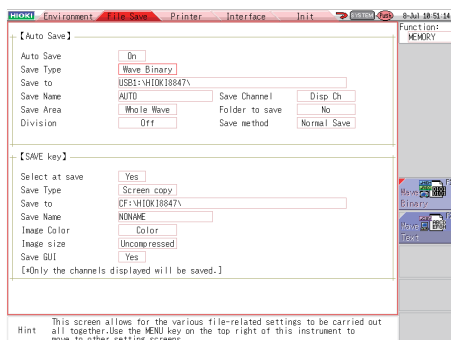 HIOKI Environment File Save Printer Interface Init SYSTEM 8-Jul 10:51:14
Function:
MEMORY
【Auto Save】
Auto Save On
Save Type Wave Binary
Save to USB1:\HIOKI8847\
Save Name AUTO Save Channel Disp Ch
Save Area Whole Wave Folder to save No
Division Off Save method Normal Save
【SAVE key】
Select at save Yes
Save Type Screen copy
Save to CF:\HIOKI8847\
Save Name NONAME
Image Color Color
Image size Uncompressed
Save GUI Yes
[*Only the channels displayed will be saved.]
Wave Binary
Wave Text
Hint This screen allows for the various file-related settings to be carried out
all together.Use the MENU key on the top right of this instrument to
move to other setting screens